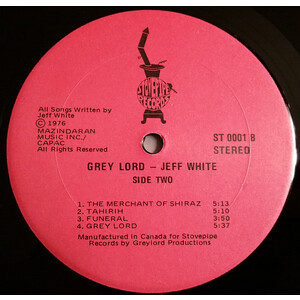 STOVEPIPE
RECORDS
All Songs Written by
Jeff White
© 1976
MAZINDARAN
MUSIC INC./
CAPAC
All Rights Reserved
ST 0001 B
STEREO
GREY LORD – JEFF WHITE
SIDE TWO
1. THE MERCHANT OF SHIRAZ 5:13
2. TAHIRIH 5:10
3. FUNERAL 3:50
4. GREY LORD 5:37
Manufactured in Canada for Stovepipe
Records by Greylord Productions